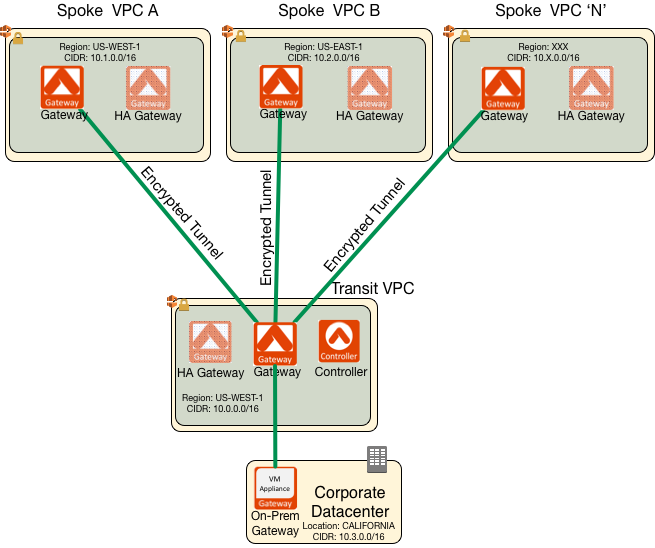 Spoke VPC A
Spoke VPC B
Spoke VPC ‘N’
Region: US-WEST-1
CIDR: 10.1.0.0/16
Gateway
Gateway
Gateway
HA Gateway
Region: US-EAST-1
CIDR: 10.2.0.0/16
Gateway
Gateway
Gateway
HA Gateway
Region: XXX
CIDR: 10.X.0.0/16
Gateway
Gateway
Gateway
HA Gateway
Encrypted Tunnel
Encrypted Tunnel
Encrypted Tunnel
Transit VPC
Gateway
Gateway
Controller
HA Gateway
Gateway
Controller
Region: US-WEST-1
CIDR: 10.0.0.0/16
VM
Appliance
Gateway
On-Prem
Gateway
Corporate
Datacenter
Location: CALIFORNIA
CIDR: 10.3.0.0/16